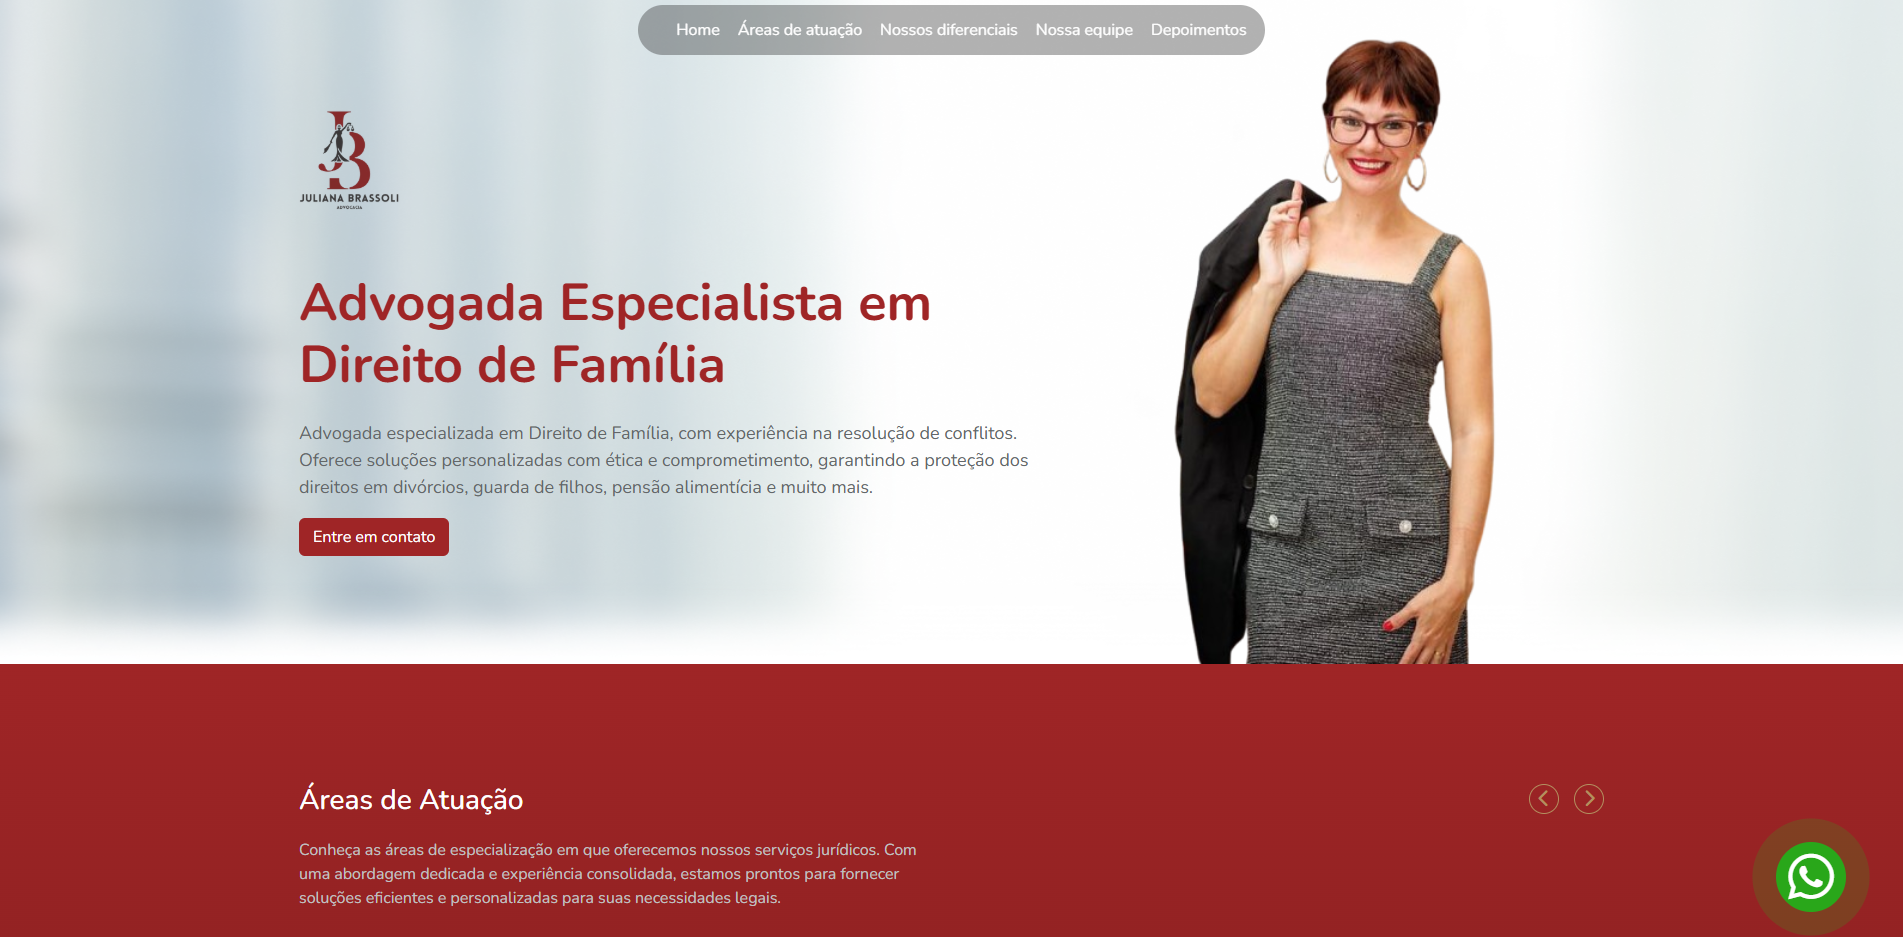 Home Áreas de atuação Nossos diferenciais Nossa equipe Depoimentos
JB
JULIANA BRASSOLI
ADVOCACIA
Advogada Especialista em
Direito de Família
Advogada especializada em Direito de Família, com experiência na resolução de conflitos.
Oferece soluções personalizadas com ética e comprometimento, garantindo a proteção dos
direitos em divórcios, guarda de filhos, pensão alimentícia e muito mais.
Entre em contato
Áreas de Atuação
Conheça as áreas de especialização em que oferecemos nossos serviços jurídicos. Com
uma abordagem dedicada e experiência consolidada, estamos prontos para fornecer
soluções eficientes e personalizadas para suas necessidades legais.